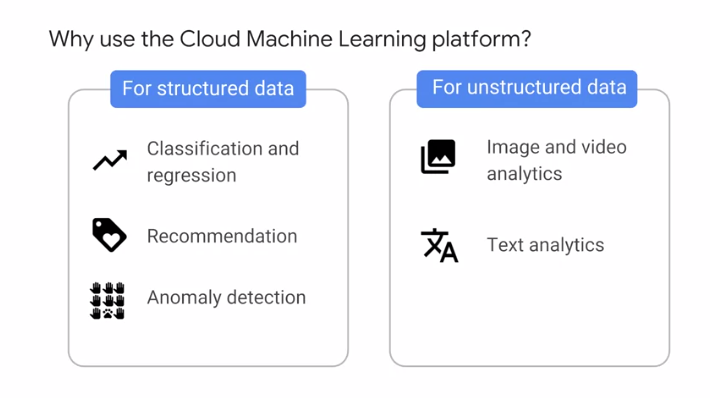 Why use the Cloud Machine Learning platform?
For structured data
Classification and
regression
Recommendation
Anomaly detection
For unstructured data
Image and video
analytics
Text analytics